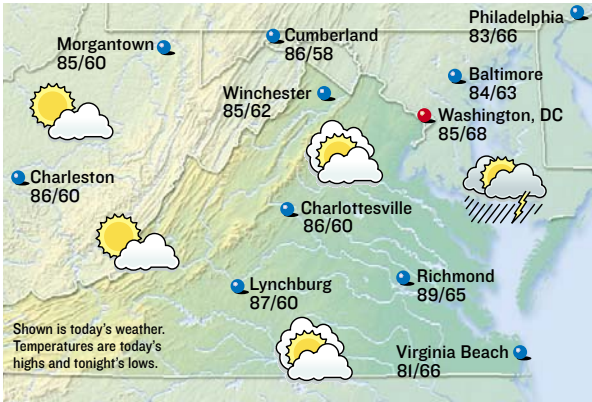 Philadelphia
83/66
Cumberland
86/58
Morgantown
85/60
Baltimore
84/63
Winchester
85/62
Washington, DC
85/68
Charleston
86/60
Charlottesville
86/60
Richmond
89/65
Lynchburg
87/60
Shown is today's weather.
Temperatures are today's
highs and tonight's lows.
Virginia Beach
81/66